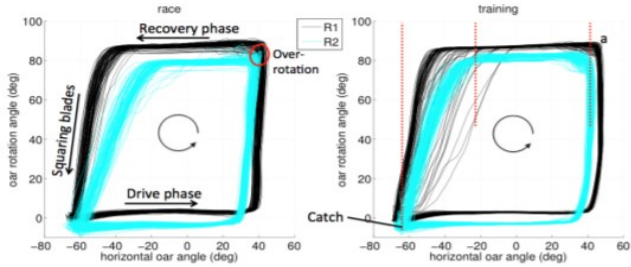 race
training
100
80
60
40
20
0
-80 -60 -40 -20 0 20 40 60
horizontal oar angle (deg)
oar rotation angle (deg)
Recovery phase
Squaring blades
Drive phase
Over-
rotation
R1
R2
100
80
60
40
20
0
-80 -60 -40 -20 0 20 40 60
horizontal oar angle (deg)
oar rotation angle (deg)
a
Catch